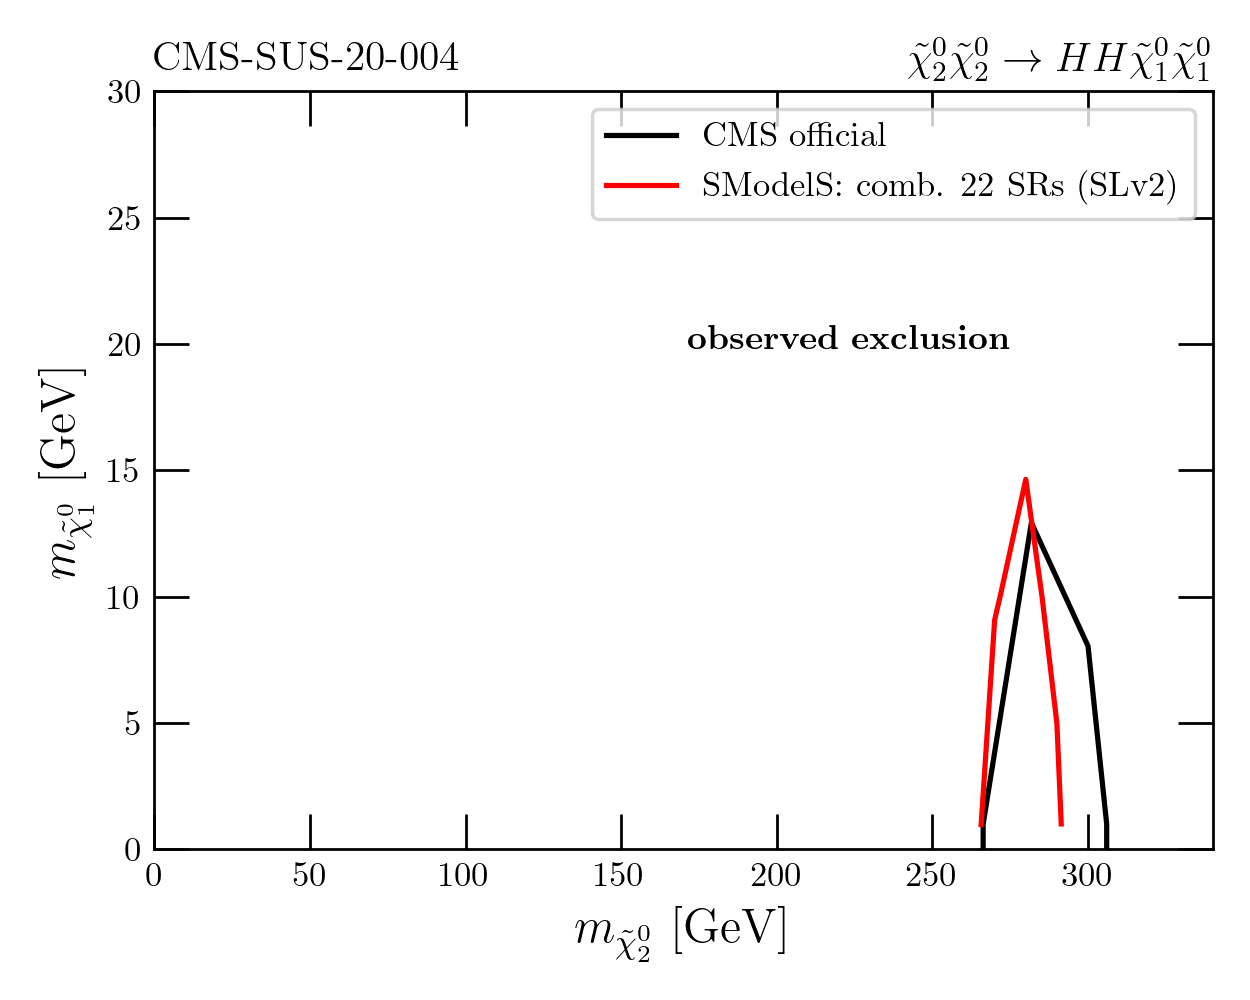 CMS-SUS-20-004
χ̃⁰₂χ̃⁰₂ → HHχ̃⁰₁χ̃⁰₁
CMS official
SModelS: comb. 22 SRs (SLv2)
observed exclusion
30
25
20
15
10
5
0
m_χ̃⁰₁ [GeV]
0 50 100 150 200 250 300
m_χ̃⁰₂ [GeV]